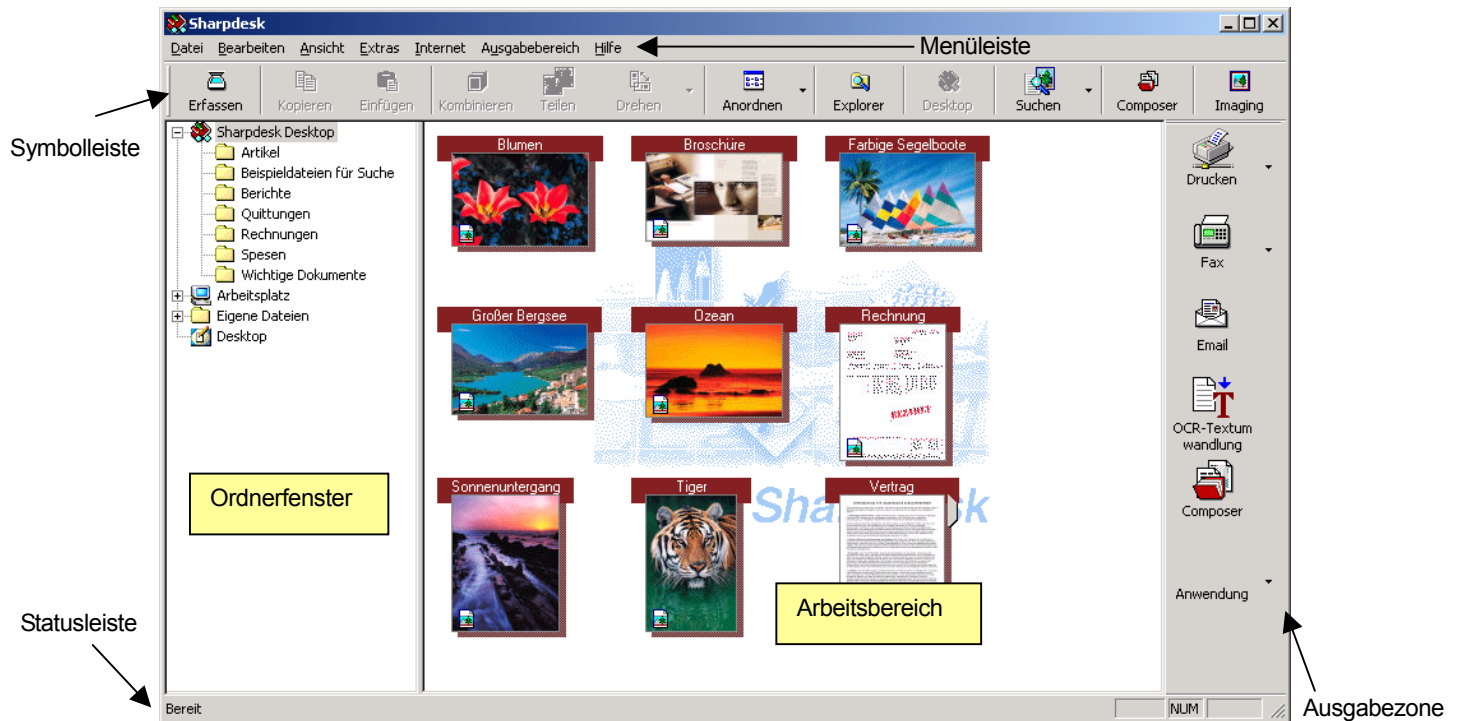 Sharpdesk
Datei Bearbeiten Ansicht Extras Internet Ausgabebereich Hilfe
Menüleiste
Erfassen Kopieren Einfügen Kombinieren Teilen Drehen Anordnen Explorer Desktop Suchen Composer Imaging
Symbolleiste
Sharpdesk Desktop
Artikel
Beispieldateien für Suche
Berichte
Quittungen
Rechnungen
Spesen
Wichtige Dokumente
Arbeitsplatz
Eigene Dateien
Desktop
Ordnerfenster
Blumen Broschüre Farbige Segelboote
Großer Bergsee Ozean Rechnung
BEZAHLT
Sonnenuntergang Tiger Vertrag
Arbeitsbereich
Drucken
Fax
Email
OCR-Textum
wandlung
Composer
Anwendung
Statusleiste
Bereit
NUM
Ausgabezone